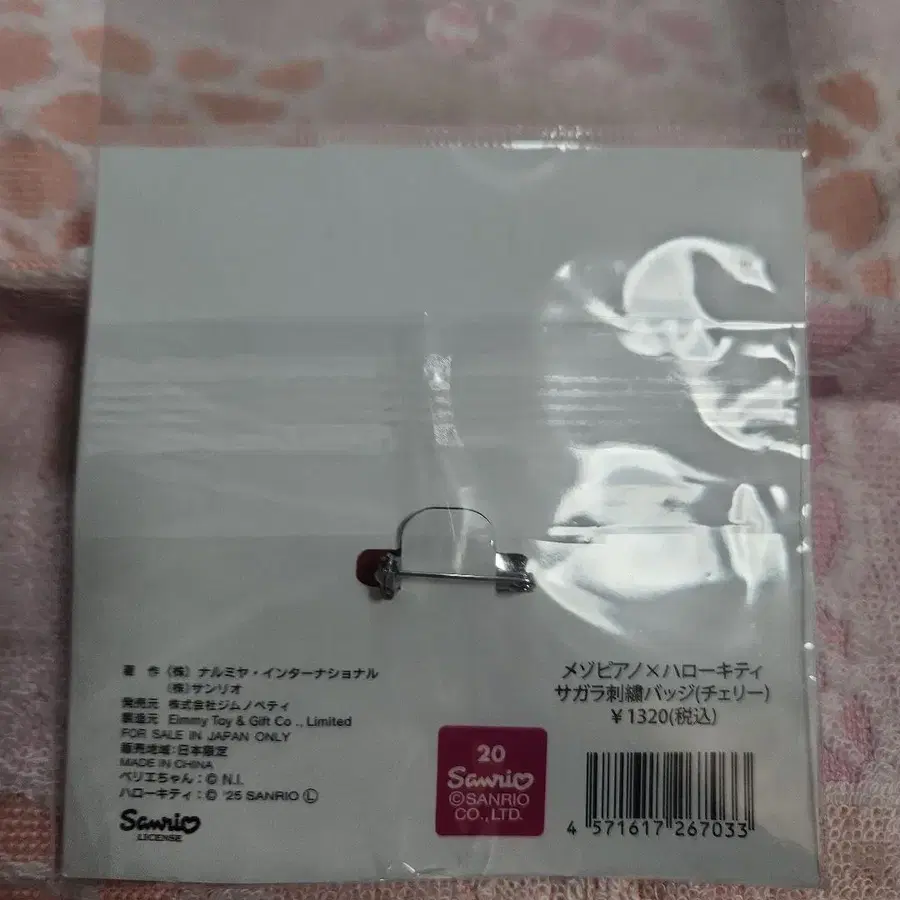 著 作 (株) ナルミヤ・インターナショナル
(株)サンリオ
発売元 株式会社ジムノベティ
製造元 Eimmy Toy & Gift Co ., Limited
FOR SALE IN JAPAN ONLY
販売地域:日本限定
MADE IN CHINA
ベリエちゃん:© N.I.
ハローキティ:© '25 SANRIO Ⓛ
Sanrio
LICENSE
20
Sanrio
©SANRIO
CO.,LTD.
メゾピアノ×ハローキティ
サガラ刺繍バッジ(チェリー)
¥1320(税込)
4 571617 267033